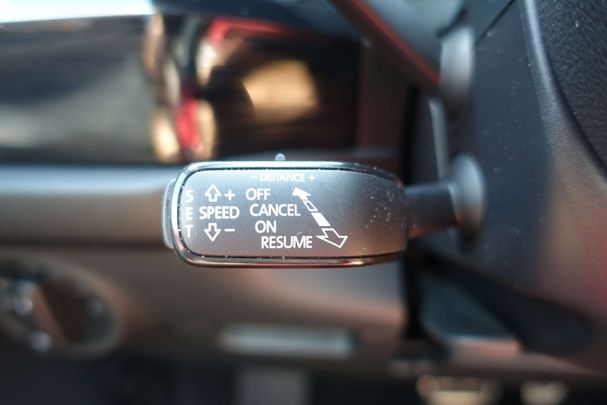 - DISTANCE +
S + OFF
E SPEED CANCEL
T - ON
RESUME